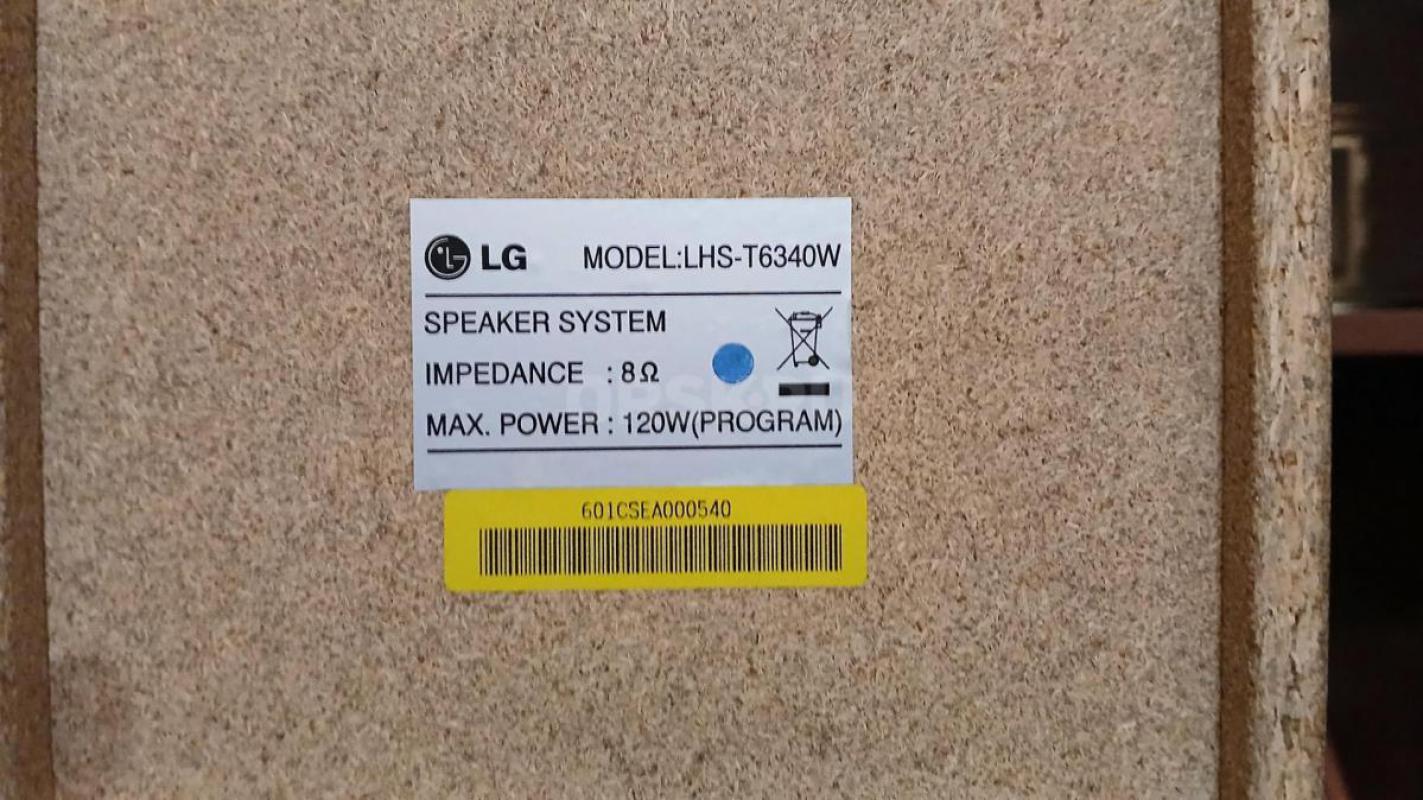 LG MODEL:LHS-T6340W
SPEAKER SYSTEM
IMPEDANCE : 8Ω
MAX. POWER : 120W(PROGRAM)
601CSEA000540